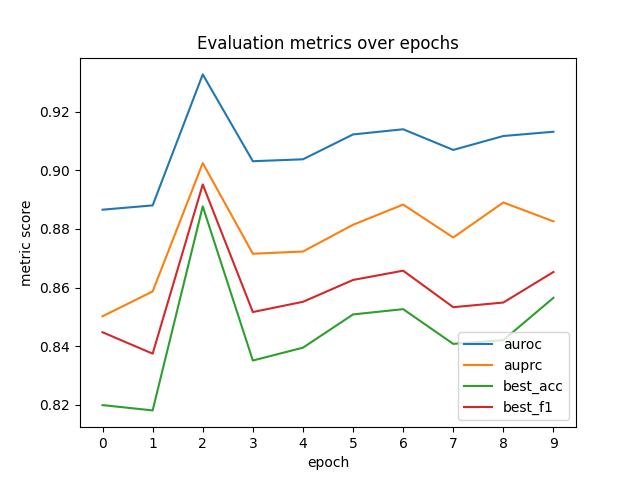 Evaluation metrics over epochs
metric score
0.92
0.90
0.88
0.86
0.84
0.82
auroc
auprc
best_acc
best_f1
0 1 2 3 4 5 6 7 8 9
epoch